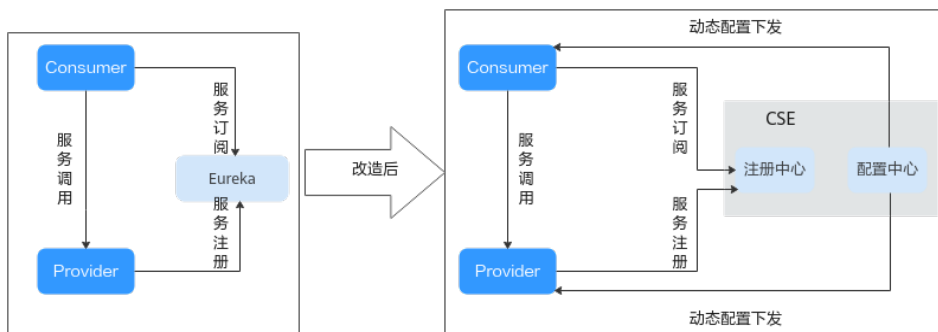 Consumer
服务订阅
服务调用
Eureka
服务注册
Provider
改造后
动态配置下发
Consumer
服务订阅
CSE
服务调用
注册中心
配置中心
服务注册
Provider
动态配置下发